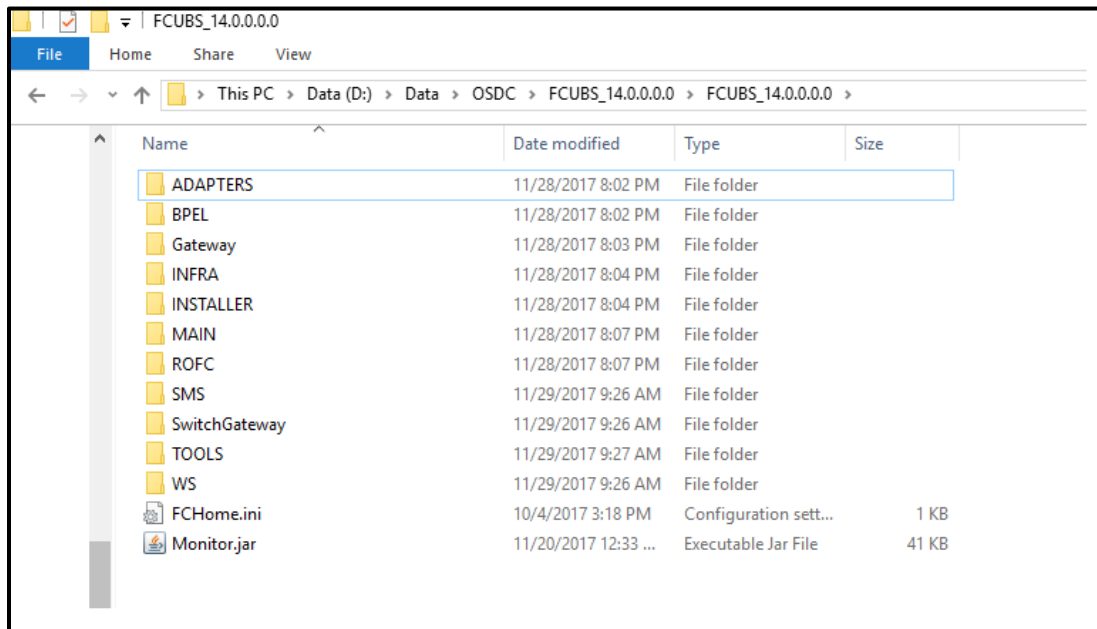 FCUBS_14.0.0.0.0
File Home Share View
This PC > Data (D:) > Data > OSDC > FCUBS_14.0.0.0.0 > FCUBS_14.0.0.0.0 >
Name Date modified Type Size
ADAPTERS 11/28/2017 8:02 PM File folder
BPEL 11/28/2017 8:02 PM File folder
Gateway 11/28/2017 8:03 PM File folder
INFRA 11/28/2017 8:04 PM File folder
INSTALLER 11/28/2017 8:04 PM File folder
MAIN 11/28/2017 8:07 PM File folder
ROFC 11/28/2017 8:07 PM File folder
SMS 11/29/2017 9:26 AM File folder
SwitchGateway 11/29/2017 9:26 AM File folder
TOOLS 11/29/2017 9:27 AM File folder
WS 11/29/2017 9:26 AM File folder
FCHome.ini 10/4/2017 3:18 PM Configuration sett... 1 KB
Monitor.jar 11/20/2017 12:33 ... Executable Jar File 41 KB